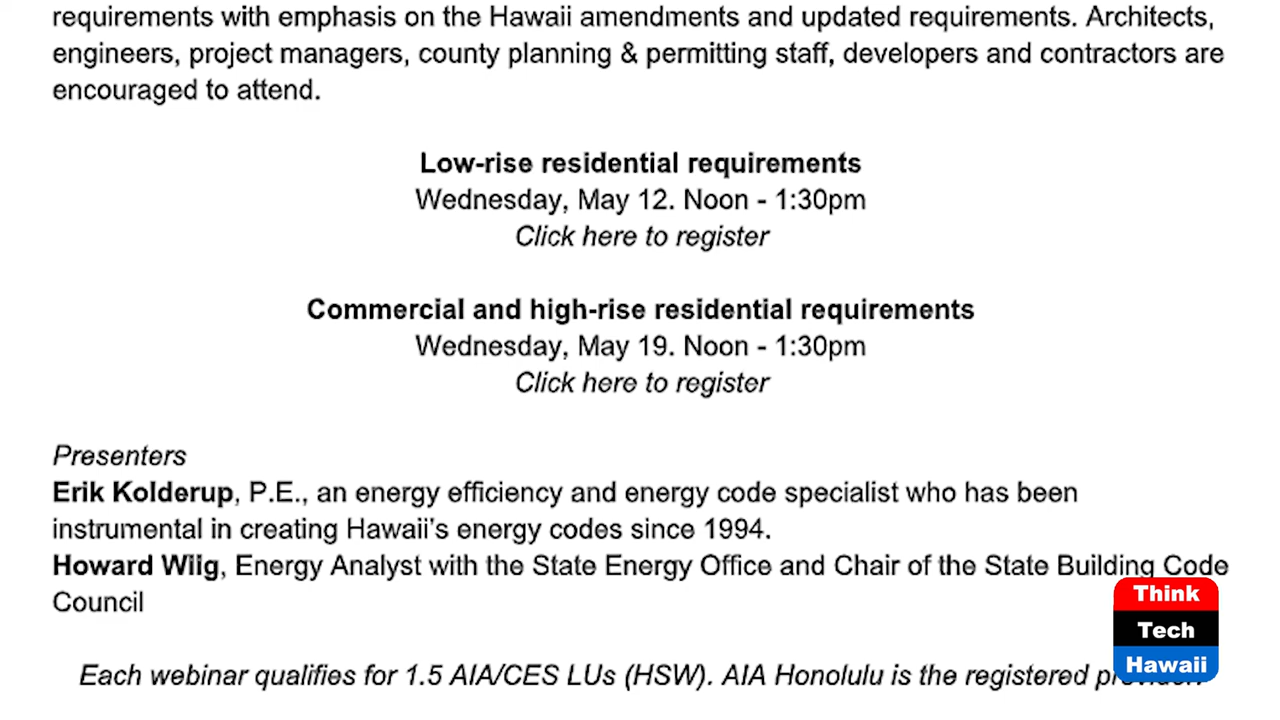 requirements with emphasis on the Hawaii amendments and updated requirements. Architects,
engineers, project managers, county planning & permitting staff, developers and contractors are
encouraged to attend.
Low-rise residential requirements
Wednesday, May 12. Noon - 1:30pm
Click here to register
Commercial and high-rise residential requirements
Wednesday, May 19. Noon - 1:30pm
Click here to register
Presenters
Erik Kolderup, P.E., an energy efficiency and energy code specialist who has been
instrumental in creating Hawaii's energy codes since 1994.
Howard Wiig, Energy Analyst with the State Energy Office and Chair of the State Building Code
Council
Each webinar qualifies for 1.5 AIA/CES LUs (HSW). AIA Honolulu is the registered
Think
Tech
Hawaii